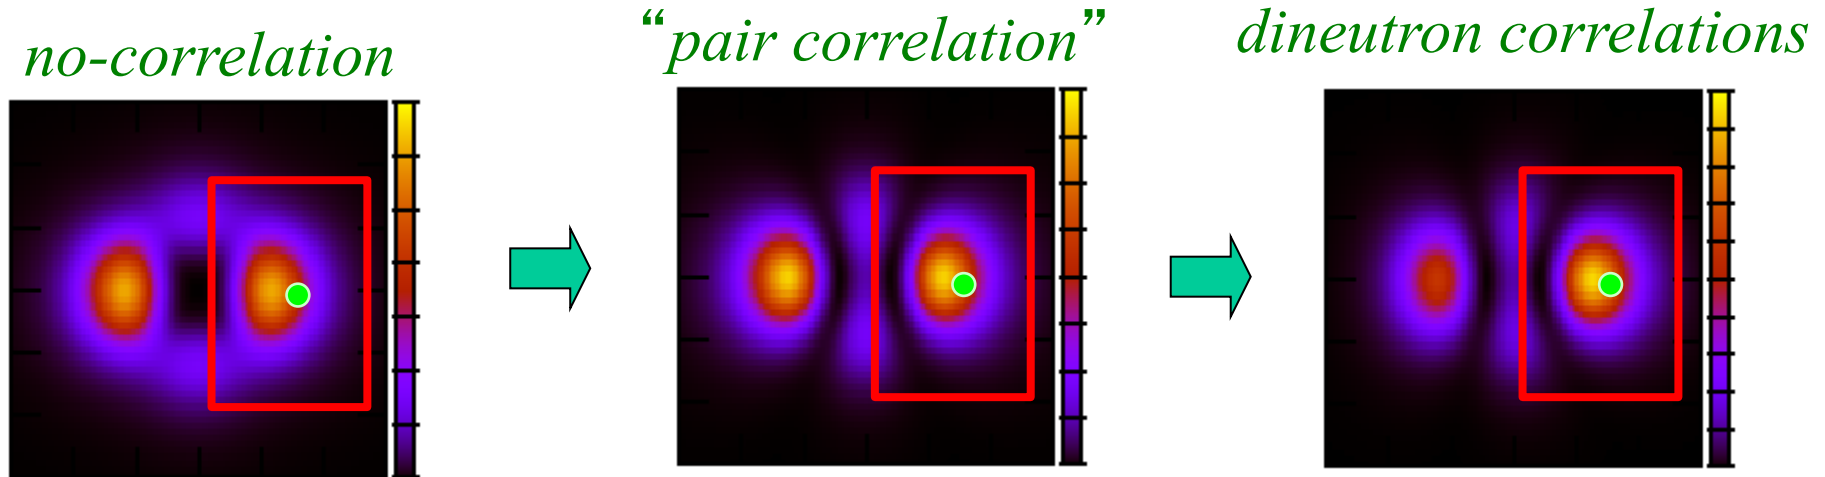 no-correlation
“pair correlation”
dineutron correlations